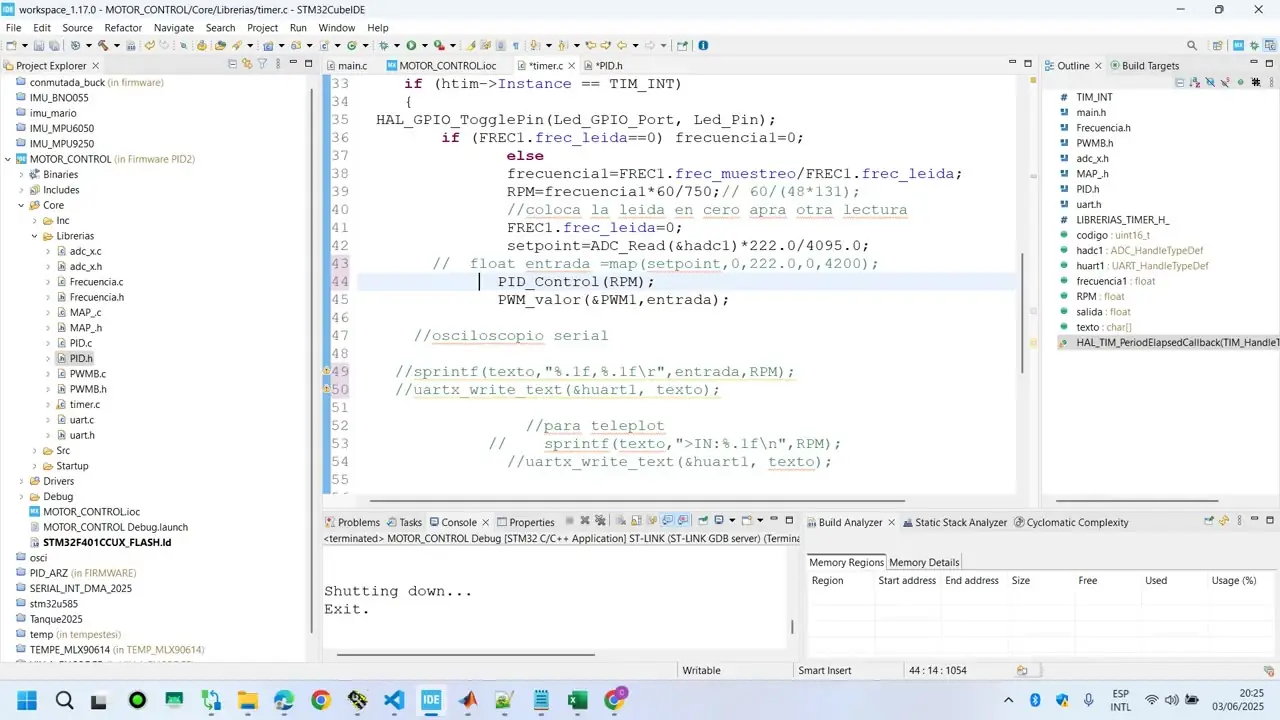 workspace_1.17.0 - MOTOR_CONTROL/Core/Librerias/timer.c - STM32CubeIDE
File Edit Source Refactor Navigate Search Project Run Window Help
Project Explorer
conmutada_buck (in firmware)
IMU_BNO055
imu_mario
IMU_MPU6050
IMU_MPU9250
MOTOR_CONTROL (in Firmware PID2)
Binaries
Includes
Core
Inc
Librerias
adc_x.c
adc_x.h
Frecuencia.c
Frecuencia.h
MAP_.c
MAP_.h
PID.c
PID.h
PWMB.c
PWMB.h
timer.c
uart.c
uart.h
Src
Startup
Drivers
Debug
MOTOR_CONTROL.ioc
MOTOR_CONTROL Debug.launch
STM32F401CCUX_FLASH.ld
osci
PID_ARZ (in FIRMWARE)
SERIAL_INT_DMA_2025
stm32u585
Tanque2025
temp (in tempestesi)
TEMPE_MLX90614 (in TEMP_MLX90614)
main.c MOTOR_CONTROL.ioc *timer.c *PID.h
33 if (htim->Instance == TIM_INT)
34 {
35 HAL_GPIO_TogglePin(Led_GPIO_Port, Led_Pin);
36 if (FREC1.frec_leida==0) frecuencia1=0;
37 else
38 frecuencia1=FREC1.frec_muestreo/FREC1.frec_leida;
39 RPM=frecuencia1*60/750;// 60/(48*131);
40 //coloca la leida en cero apra otra lectura
41 FREC1.frec_leida=0;
42 setpoint=ADC_Read(&hadc1)*222.0/4095.0;
43 // float entrada =map(setpoint,0,222.0,0,4200);
44 PID_Control(RPM);
45 PWM_valor(&PWM1,entrada);
46
47 //osciloscopio serial
48
49 //sprintf(texto,"%.1f,%.1f\r",entrada,RPM);
50 //uartx_write_text(&huart1, texto);
51
52 //para teleplot
53 // sprintf(texto,">IN:%.1f\n",RPM);
54 //uartx_write_text(&huart1, texto);
55
Outline Build Targets
TIM_INT
main.h
Frecuencia.h
PWMB.h
adc_x.h
MAP_.h
PID.h
uart.h
LIBRERIAS_TIMER_H_
codigo : uint16_t
hadc1 : ADC_HandleTypeDef
huart1 : UART_HandleTypeDef
frecuencia1 : float
RPM : float
salida : float
texto : char[]
HAL_TIM_PeriodElapsedCallback(TIM_HandleT
Problems Tasks Console Properties
<terminated> MOTOR_CONTROL Debug [STM32 C/C++ Application] ST-LINK (ST-LINK GDB server) (Termina
Shutting down...
Exit.
Build Analyzer Static Stack Analyzer Cyclomatic Complexity
Memory Regions Memory Details
Region Start address End address Size Free Used Usage (%)
Writable Smart Insert 44 : 14 : 1054
IDE
ESP
INTL
20:25
03/06/2025